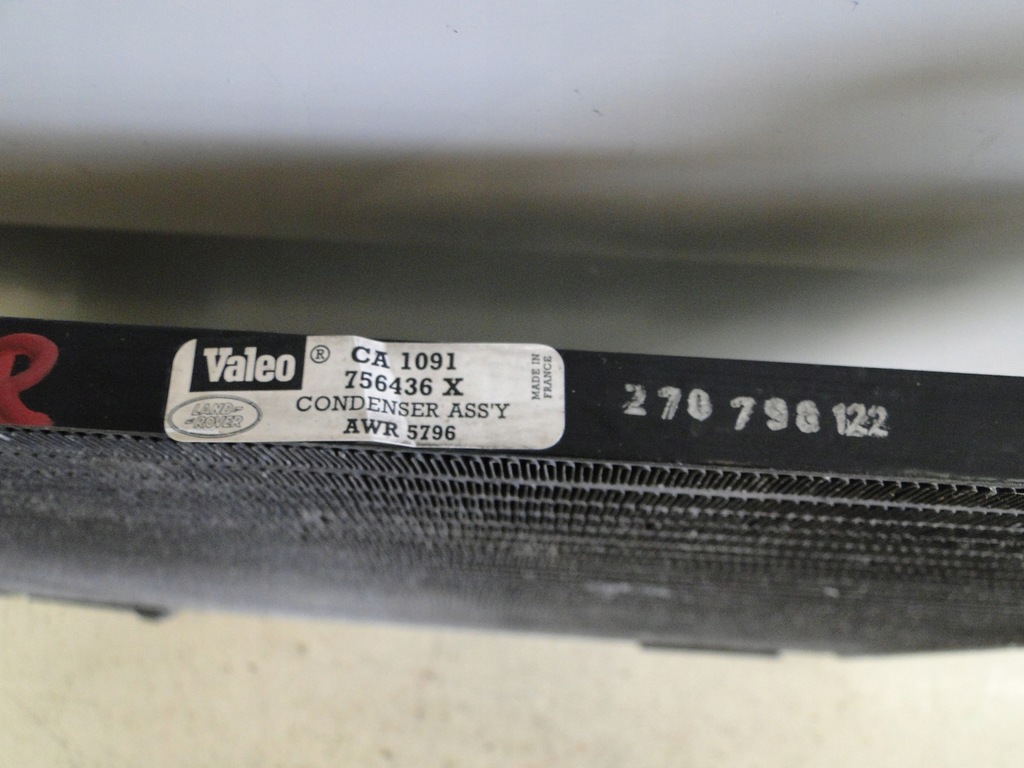 R
Valeo ® CA 1091
756436 X
LAND-
ROVER
CONDENSER ASS'Y
AWR 5796
MADE IN
FRANCE
270 798 122